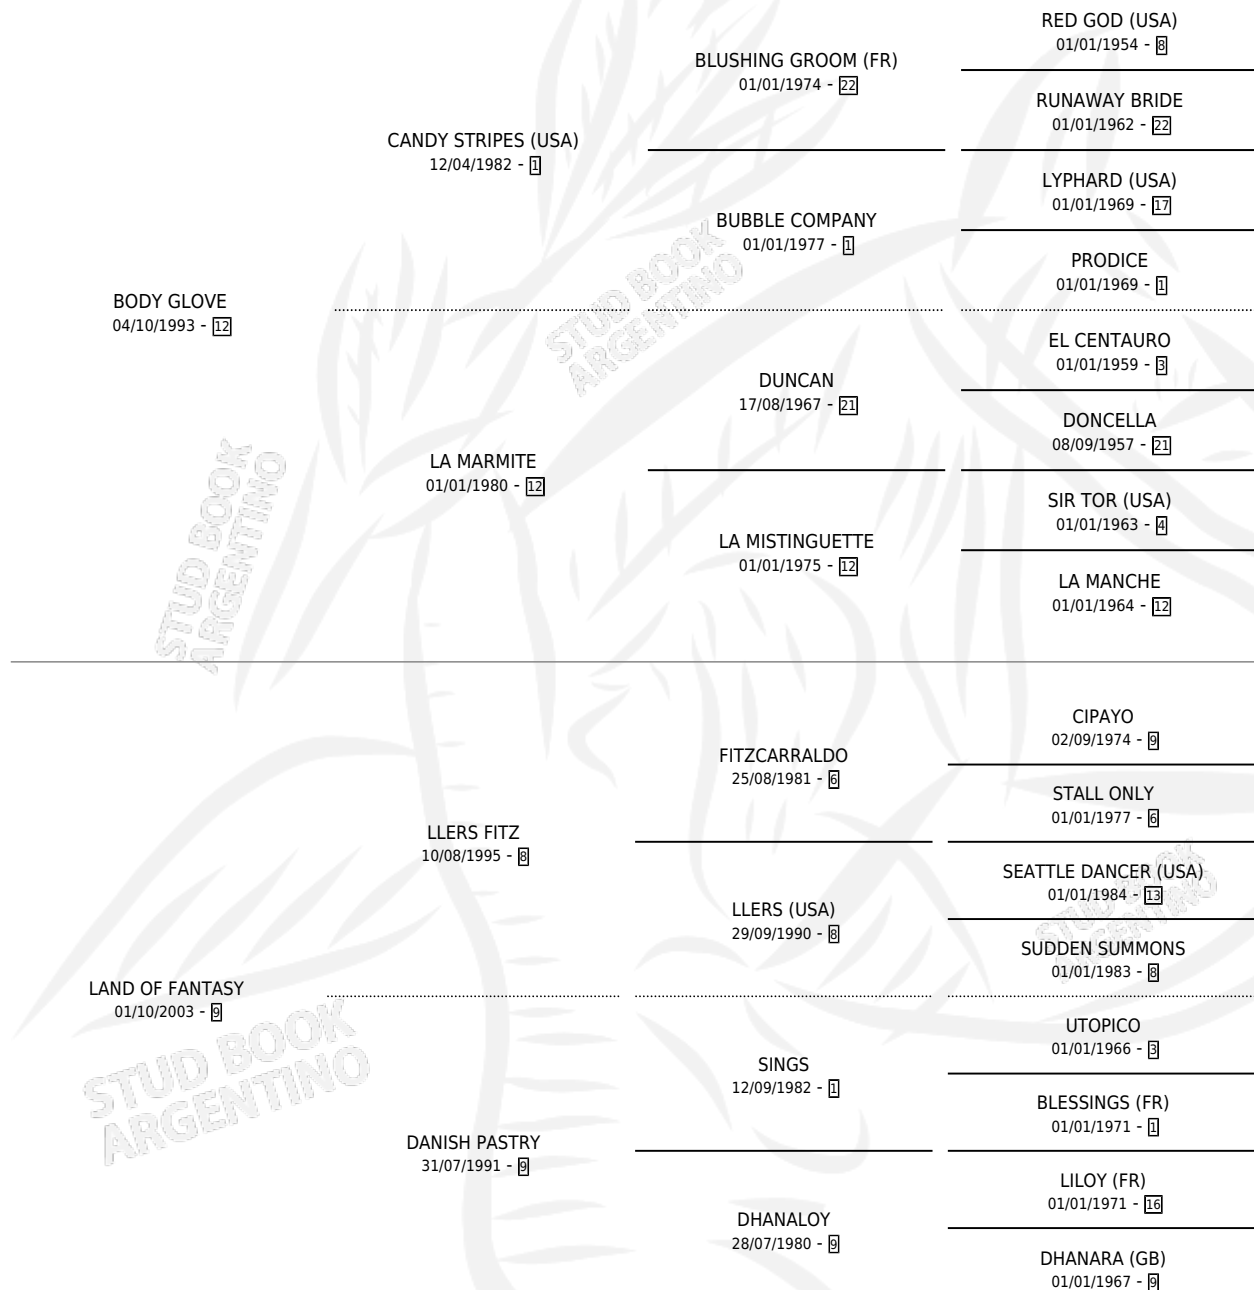 RED GOD (USA)
01/01/1954 - 8
BLUSHING GROOM (FR)
01/01/1974 - 22
RUNAWAY BRIDE
01/01/1962 - 22
CANDY STRIPES (USA)
12/04/1982 - 1
LYPHARD (USA)
01/01/1969 - 17
BUBBLE COMPANY
01/01/1977 - 1
PRODICE
01/01/1969 - 1
BODY GLOVE
04/10/1993 - 12
EL CENTAURO
01/01/1959 - 3
DUNCAN
17/08/1967 - 21
DONCELLA
08/09/1957 - 21
LA MARMITE
01/01/1980 - 12
SIR TOR (USA)
01/01/1963 - 4
LA MISTINGUETTE
01/01/1975 - 12
LA MANCHE
01/01/1964 - 12
STUD BOOK
ARGENTINO
STUD BOOK
ARGENTINO
CIPAYO
02/09/1974 - 9
FITZCARRALDO
25/08/1981 - 6
STALL ONLY
01/01/1977 - 6
LLERS FITZ
10/08/1995 - 8
SEATTLE DANCER (USA)
01/01/1984 - 13
LLERS (USA)
29/09/1990 - 8
SUDDEN SUMMONS
01/01/1983 - 8
LAND OF FANTASY
01/10/2003 - 9
UTOPICO
01/01/1966 - 3
SINGS
12/09/1982 - 1
BLESSINGS (FR)
01/01/1971 - 1
DANISH PASTRY
31/07/1991 - 9
LILOY (FR)
01/01/1971 - 16
DHANALOY
28/07/1980 - 9
DHANARA (GB)
01/01/1967 - 9
STUD BOOK
ARGENTINO
STUD BOOK
ARGENTINO